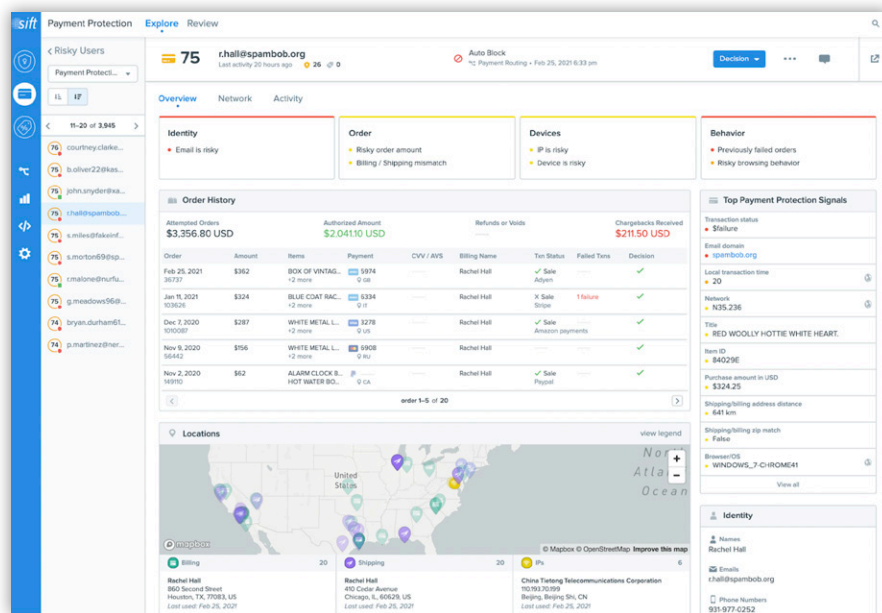 sift
Payment Protection Explore Review
Risky Users
Payment Protecti...
11–20 of 3,945
76 courtney.clarke...
75 b.oliver22@kas...
75 john.snyder@xa...
75 r.hall@spambob...
75 s.miles@fakeinf...
75 s.morton69@sp...
75 r.malone@nurfu...
75 g.meadows96@...
74 bryan.durham61...
74 p.martinez@ner...
75
r.hall@spambob.org
Last activity 20 hours ago 26 0
Auto Block
Payment Routing • Feb 25, 2021 6:33 pm
Decision
Overview Network Activity
Identity
Email is risky
Order
Risky order amount
Billing / Shipping mismatch
Devices
IP is risky
Device is risky
Behavior
Previously failed orders
Risky browsing behavior
Order History
Attempted Orders Authorized Amount Refunds or Voids Chargebacks Received
$3,356.80 USD $2,041.10 USD $211.50 USD
Order Amount Items Payment CVV / AVS Billing Name Txn Status Failed Txns Decision
Feb 25, 2021 $362 BOX OF VINTAG... 5974 Rachel Hall Sale
36737 +2 more GB Adyen
Jan 11, 2021 $324 BLUE COAT RAC... 5334 Rachel Hall X Sale 1 failure
103626 +2 more IT Stripe
Dec 7, 2020 $287 WHITE METAL L... 3278 Rachel Hall Sale
1010087 +2 more US Amazon payments
Nov 9, 2020 $156 WHITE METAL L... 5908 Rachel Hall
56442 +2 more RU
Nov 2, 2020 $62 ALARM CLOCK B... Rachel Hall Sale
149110 HOT WATER BO... CA Paypal
order 1–5 of 20
Locations view legend
United States
North Atlantic Ocean
mapbox
© Mapbox © OpenStreetMap Improve this map
Billing 20
Rachel Hall
860 Second Street
Houston, TX, 77083, US
Last used: Feb 25, 2021
Shipping 20
Rachel Hall
410 Cedar Avenue
Chicago, IL, 60629, US
Last used: Feb 25, 2021
IPs 6
China Tietong Telecommunications Corporation
110.193.70.199
Beijing, Beijing Shi, CN
Last used: Feb 25, 2021
Top Payment Protection Signals
Transaction status
$failure
Email domain
spambob.org
Local transaction time
20
Network
N35.236
Title
RED WOOLLY HOTTIE WHITE HEART.
Item ID
84029E
Purchase amount in USD
$324.25
Shipping/billing address distance
641 km
Shipping/billing zip match
False
Browser/OS
WINDOWS_7-CHROME41
View all
Identity
Names
Rachel Hall
Emails
r.hall@spambob.org
Phone Numbers
931-977-0252